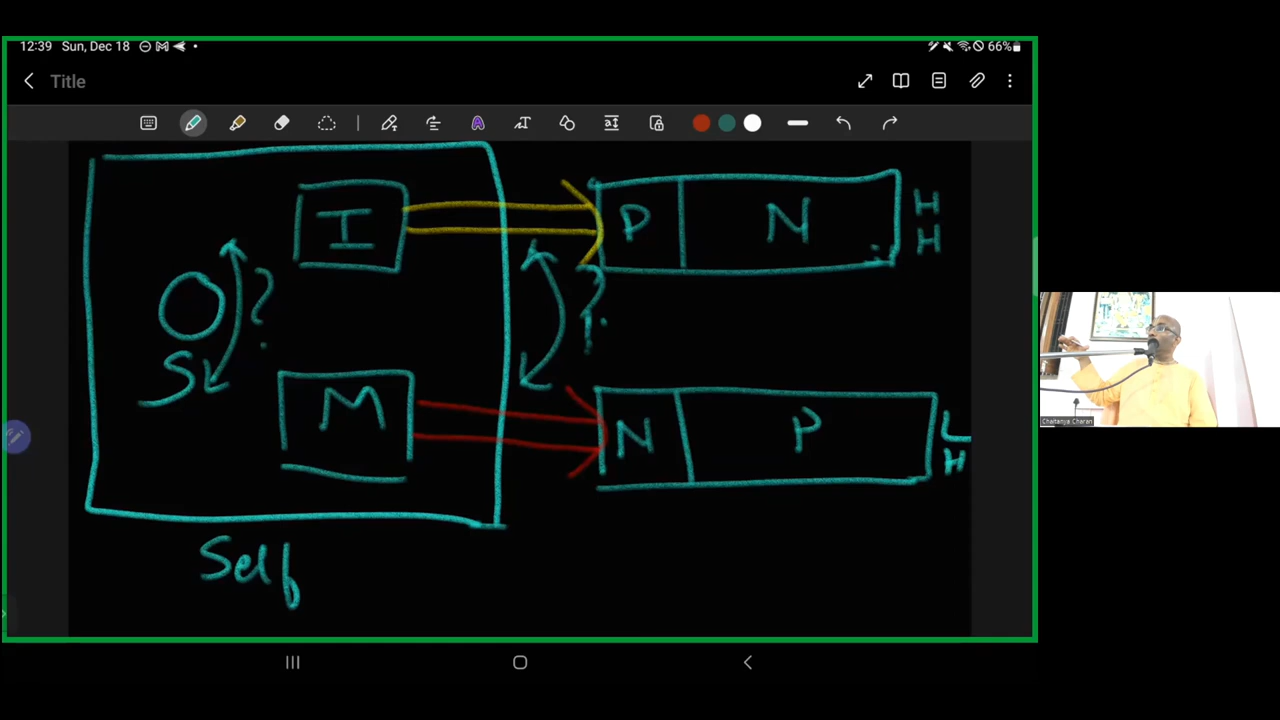 12:39 Sun, Dec 18 66%
Title
I P N H
H
?
S
?
M N P L
H
Self
Chaitanya Charan